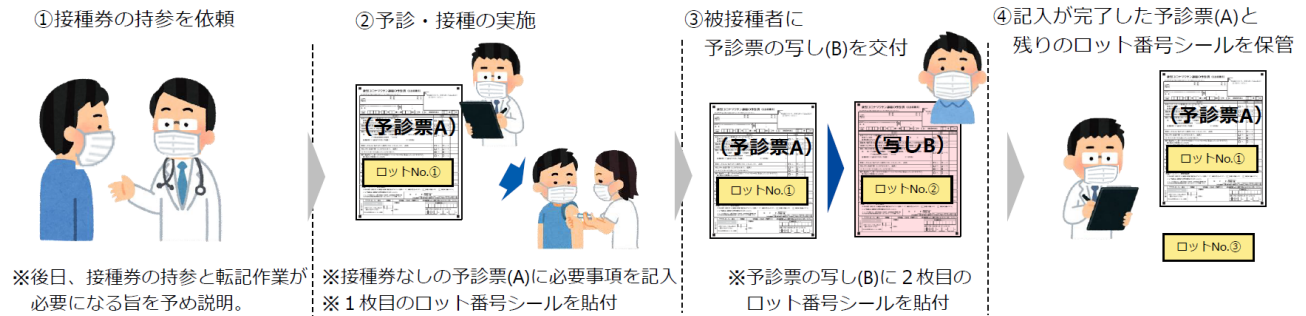 ①接種券の持参を依頼
※後日、接種券の持参と転記作業が
必要になる旨を予め説明。
②予診・接種の実施
(予診票A)
ロットNo.①
※接種券なしの予診票(A)に必要事項を記入
※１枚目のロット番号シールを貼付
③被接種者に
予診票の写し(B)を交付
(予診票A)
ロットNo.①
(写しB)
ロットNo.②
※予診票の写し(B)に２枚目の
ロット番号シールを貼付
④記入が完了した予診票(A)と
残りのロット番号シールを保管
(予診票A)
ロットNo.①
ロットNo.③